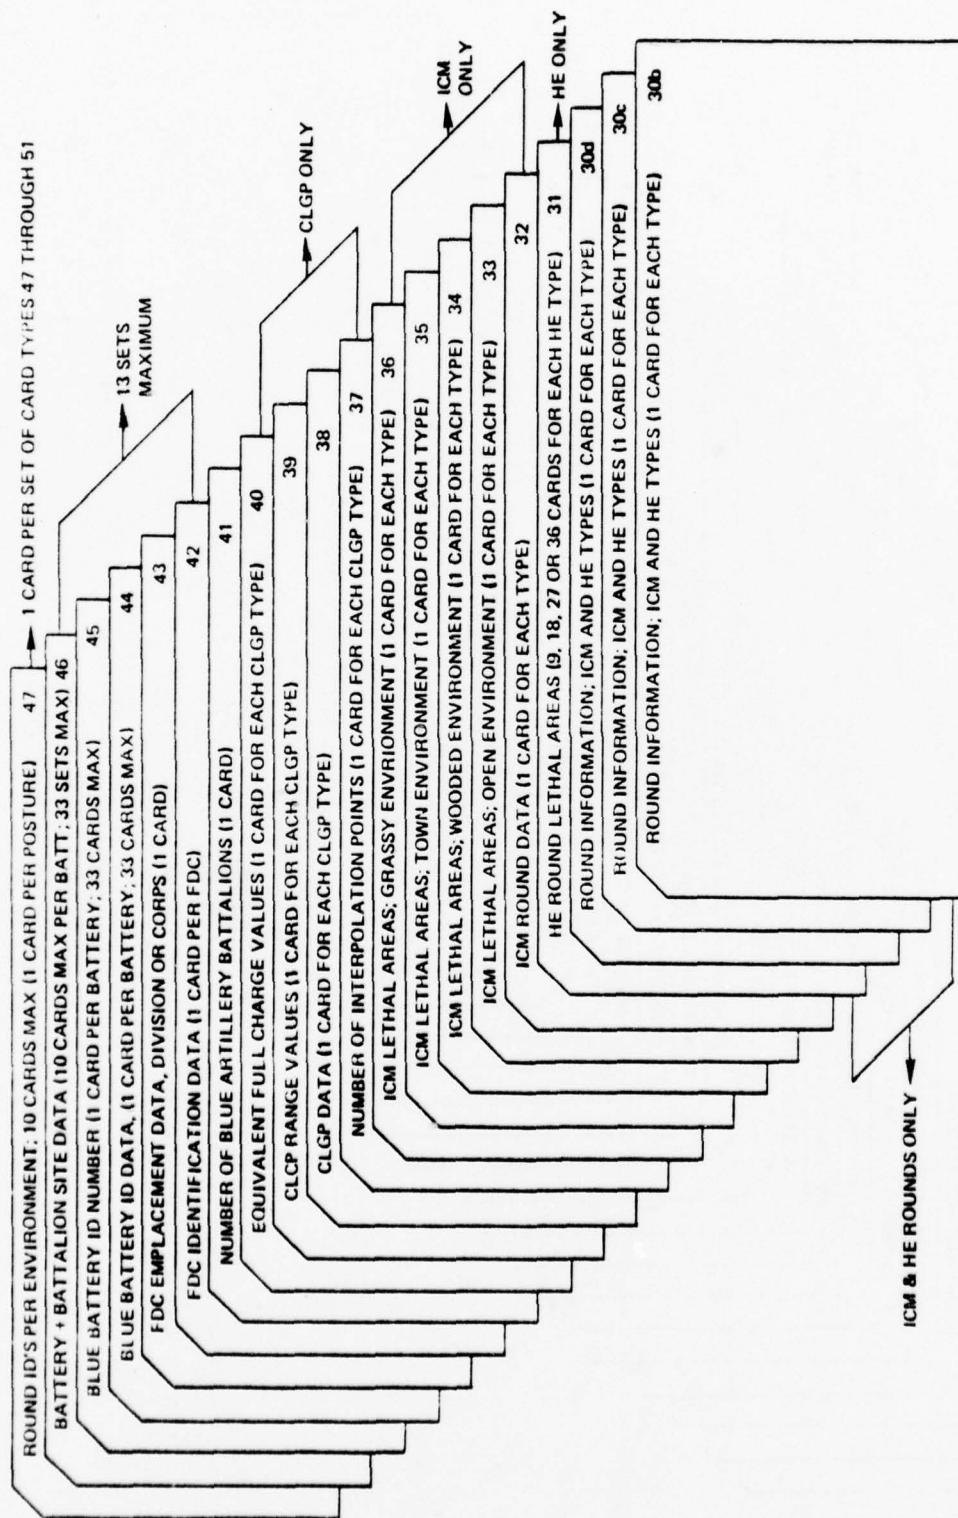 1 CARD PER SET OF CARD TYPES 47 THROUGH 51
ROUND ID'S PER ENVIRONMENT; 10 CARDS MAX (1 CARD PER POSTURE) 47
BATTERY + BATTALION SITE DATA (10 CARDS MAX PER BATT; 33 SETS MAX) 46
13 SETS
MAXIMUM
BLUE BATTERY ID NUMBER (1 CARD PER BATTERY; 33 CARDS MAX) 45
BLUE BATTERY ID DATA, (1 CARD PER BATTERY; 33 CARDS MAX) 44
FDC EMPLACEMENT DATA, DIVISION OR CORPS (1 CARD) 43
FDC IDENTIFICATION DATA (1 CARD PER FDC) 42
NUMBER OF BLUE ARTILLERY BATTALIONS (1 CARD) 41
EQUIVALENT FULL CHARGE VALUES (1 CARD FOR EACH CLGP TYPE) 40
CLGP ONLY
CLCP RANGE VALUES (1 CARD FOR EACH CLGP TYPE) 39
CLGP DATA (1 CARD FOR EACH CLGP TYPE) 38
NUMBER OF INTERPOLATION POINTS (1 CARD FOR EACH CLGP TYPE) 37
ICM LETHAL AREAS; GRASSY ENVRIONMENT (1 CARD FOR EACH TYPE) 36
ICM
ONLY
ICM LETHAL AREAS; TOWN ENVIRONMENT (1 CARD FOR EACH TYPE) 35
ICM LETHAL AREAS; WOODED ENVIRONMENT (1 CARD FOR EACH TYPE) 34
ICM LETHAL AREAS; OPEN ENVIRONMENT (1 CARD FOR EACH TYPE) 33
ICM ROUND DATA (1 CARD FOR EACH TYPE) 32
HE ROUND LETHAL AREAS (9, 18, 27 OR 36 CARDS FOR EACH HE TYPE) 31
HE ONLY
ROUND INFORMATION; ICM AND HE TYPES (1 CARD FOR EACH TYPE) 30d
ROUND INFORMATION; ICM AND HE TYPES (1 CARD FOR EACH TYPE) 30c
ROUND INFORMATION; ICM AND HE TYPES (1 CARD FOR EACH TYPE) 30b
ICM & HE ROUNDS ONLY